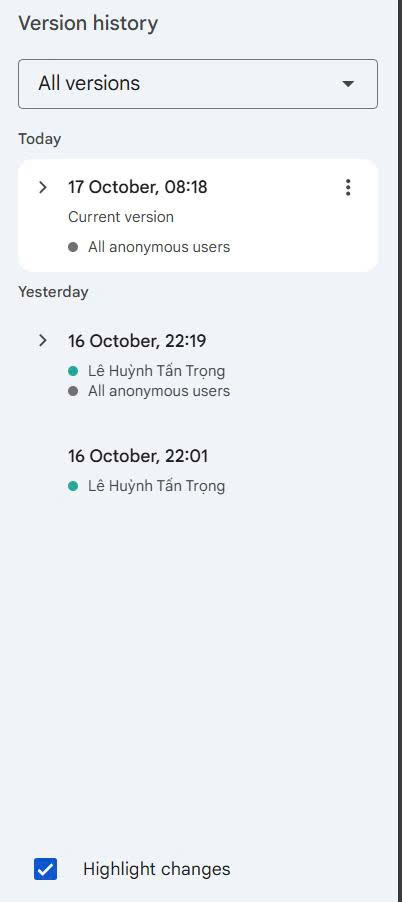 Version history
All versions
Today
17 October, 08:18
Current version
All anonymous users
Yesterday
16 October, 22:19
Lê Huỳnh Tấn Trọng
All anonymous users
16 October, 22:01
Lê Huỳnh Tấn Trọng
Highlight changes